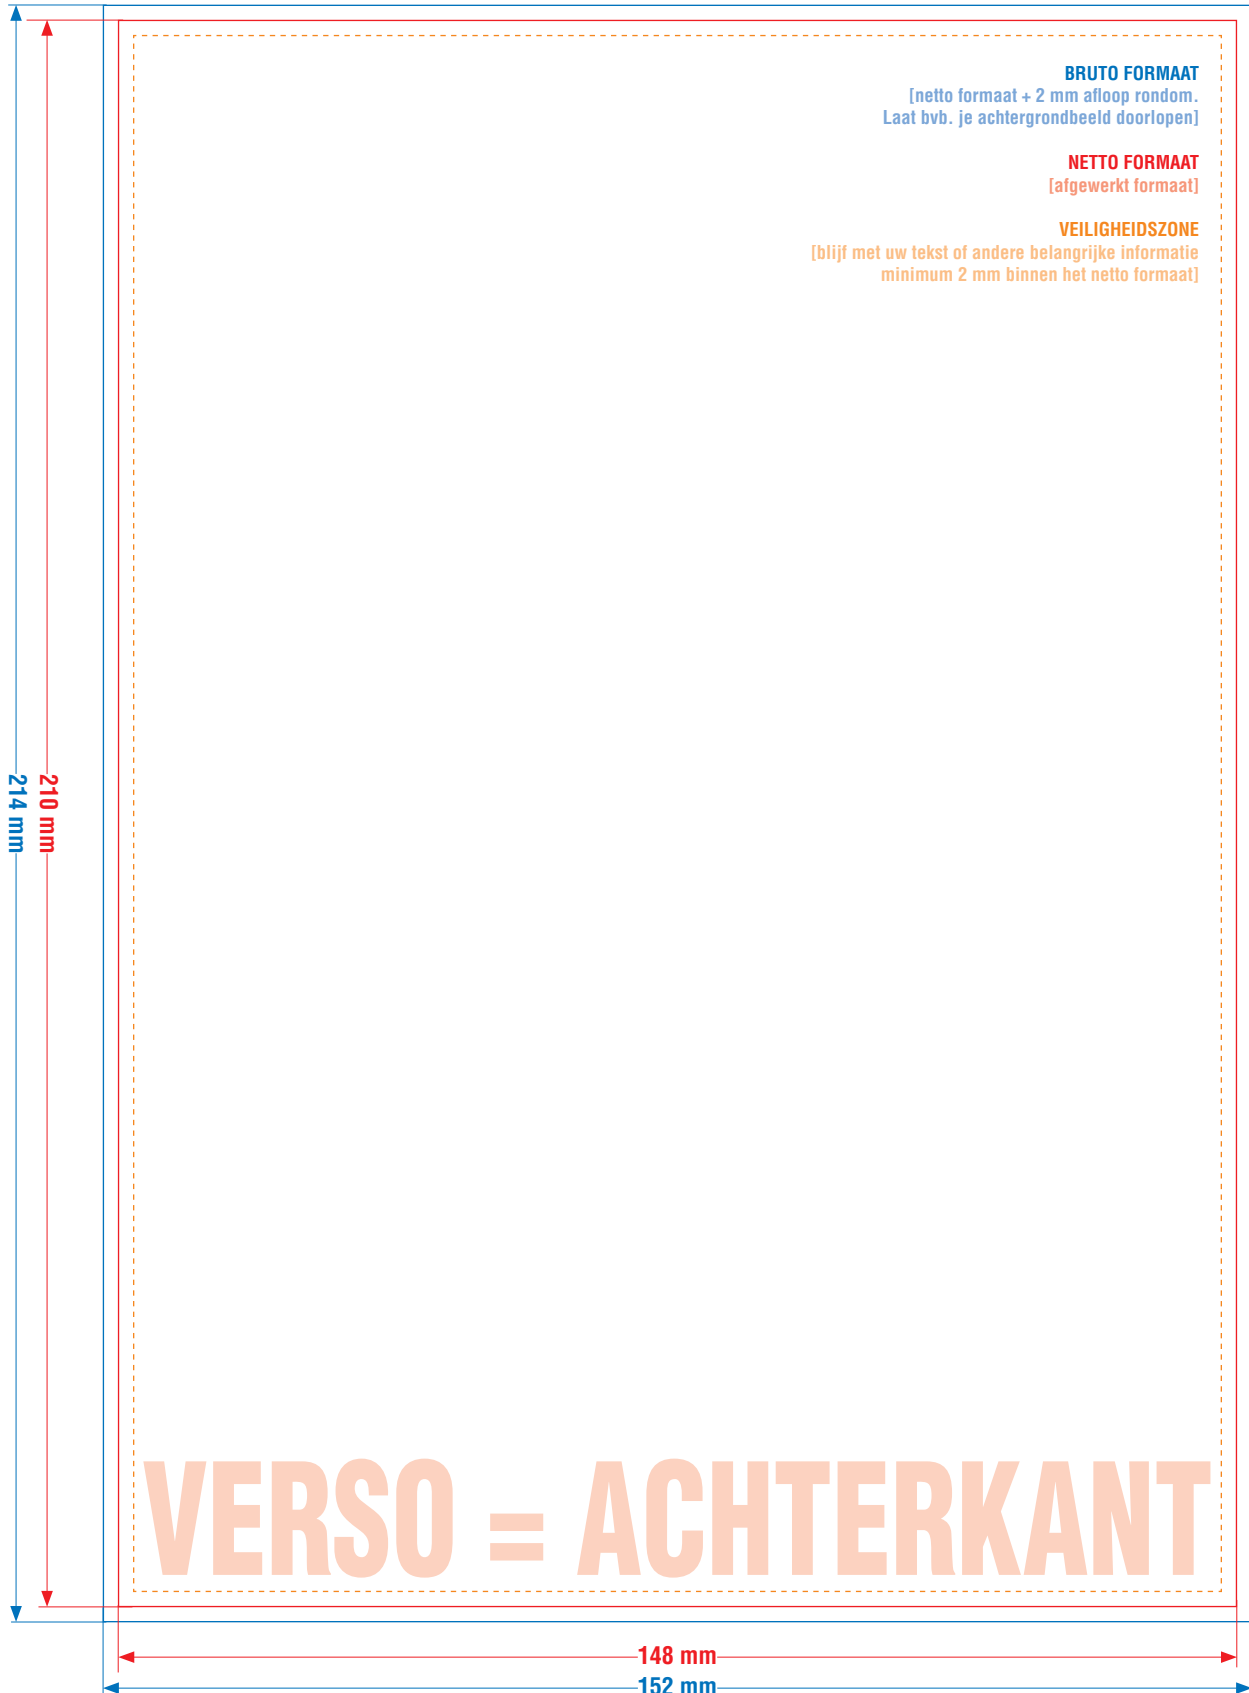 BRUTO FORMAAT
[netto formaat + 2 mm afloop rondom.
Laat bvb. je achtergrondbeeld doorlopen]
NETTO FORMAAT
[afgewerkt formaat]
VEILIGHEIDSZONE
[blijf met uw tekst of andere belangrijke informatie
minimum 2 mm binnen het netto formaat]
214 mm
210 mm
VERSO = ACHTERKANT
148 mm
152 mm